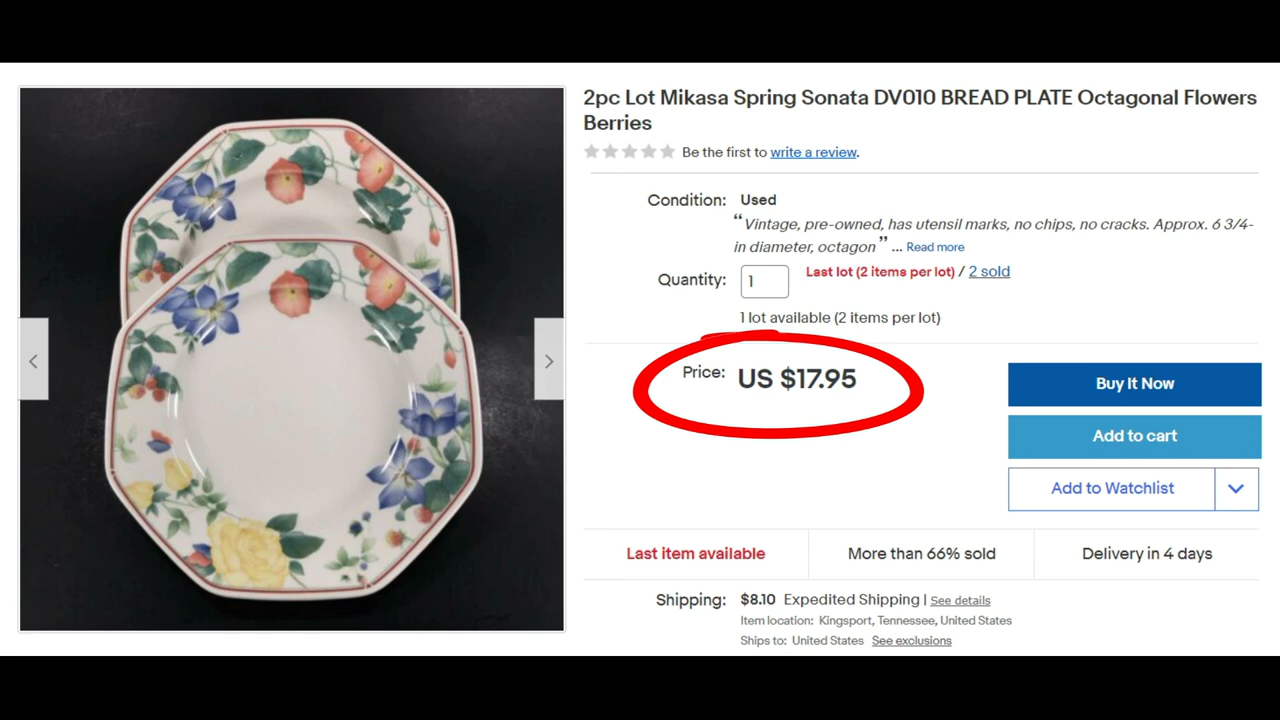 2pc Lot Mikasa Spring Sonata DV010 BREAD PLATE Octagonal Flowers
Berries
Be the first to write a review.
Condition: Used
“Vintage, pre-owned, has utensil marks, no chips, no cracks. Approx. 6 3/4-
in diameter, octagon” ... Read more
Quantity: 1 Last lot (2 items per lot) / 2 sold
1 lot available (2 items per lot)
Price: US $17.95
Buy It Now
Add to cart
Add to Watchlist
Last item available More than 66% sold Delivery in 4 days
Shipping: $8.10 Expedited Shipping | See details
Item location: Kingsport, Tennessee, United States
Ships to: United States See exclusions